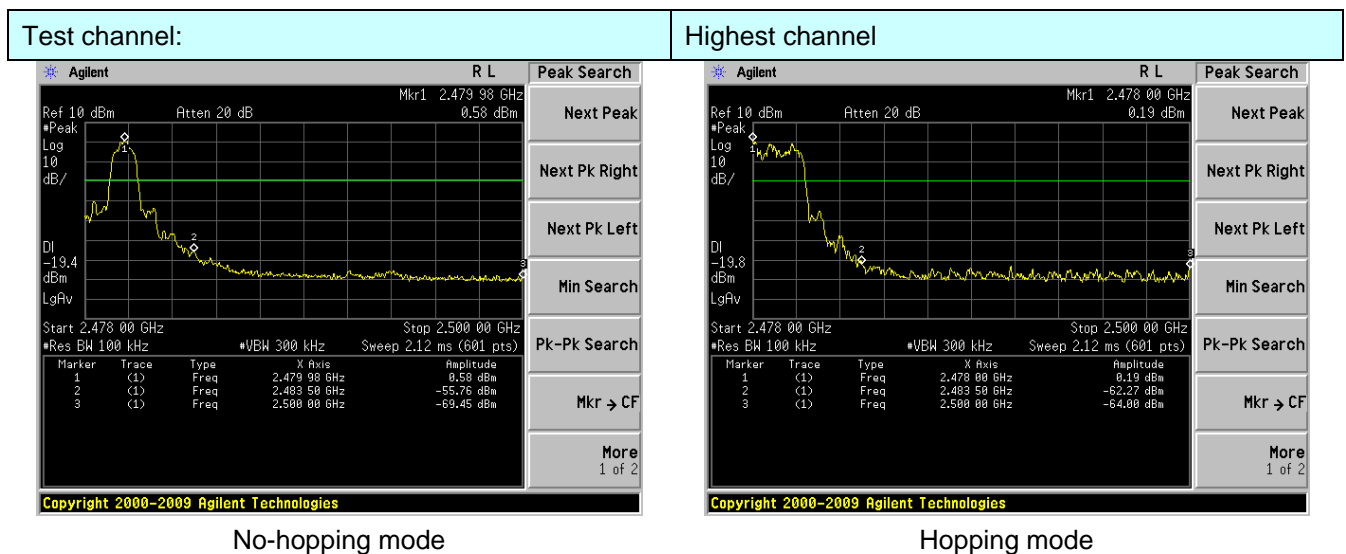 Test channel: Highest channel
Agilent R L Peak Search
Mkr1 2.479 98 GHz
Ref 10 dBm Atten 20 dB 0.58 dBm
#Peak
Log
10
dB/
1
2
3
DI
-19.4
dBm
LgAv
Start 2.478 00 GHz Stop 2.500 00 GHz
#Res BW 100 kHz #VBW 300 kHz Sweep 2.12 ms (601 pts)
Marker Trace Type X Axis Amplitude
1 (1) Freq 2.479 98 GHz 0.58 dBm
2 (1) Freq 2.483 50 GHz -55.76 dBm
3 (1) Freq 2.500 00 GHz -69.45 dBm
Next Peak
Next Pk Right
Next Pk Left
Min Search
Pk-Pk Search
Mkr → CF
More
1 of 2
Copyright 2000-2009 Agilent Technologies
No-hopping mode
Agilent R L Peak Search
Mkr1 2.478 00 GHz
Ref 10 dBm Atten 20 dB 0.19 dBm
#Peak
Log
10
dB/
1
2
3
DI
-19.8
dBm
LgAv
Start 2.478 00 GHz Stop 2.500 00 GHz
#Res BW 100 kHz #VBW 300 kHz Sweep 2.12 ms (601 pts)
Marker Trace Type X Axis Amplitude
1 (1) Freq 2.478 00 GHz 0.19 dBm
2 (1) Freq 2.483 50 GHz -62.27 dBm
3 (1) Freq 2.500 00 GHz -64.00 dBm
Next Peak
Next Pk Right
Next Pk Left
Min Search
Pk-Pk Search
Mkr → CF
More
1 of 2
Copyright 2000-2009 Agilent Technologies
Hopping mode